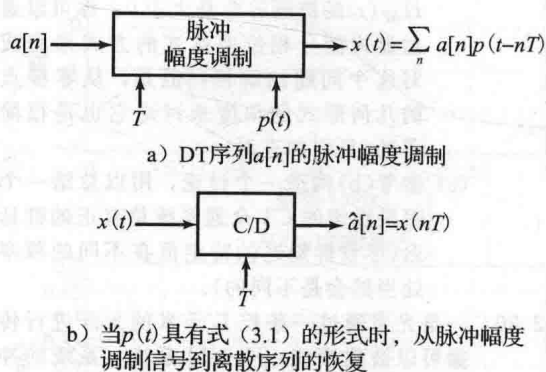 a[n]
脉冲
幅度调制
x(t)=∑ a[n]p(t-nT)
n
T
p(t)
a) DT序列a[n]的脉冲幅度调制
x(t)
C/D
â[n]=x(nT)
T
b) 当p(t)具有式(3.1)的形式时，从脉冲幅度
调制信号到离散序列的恢复